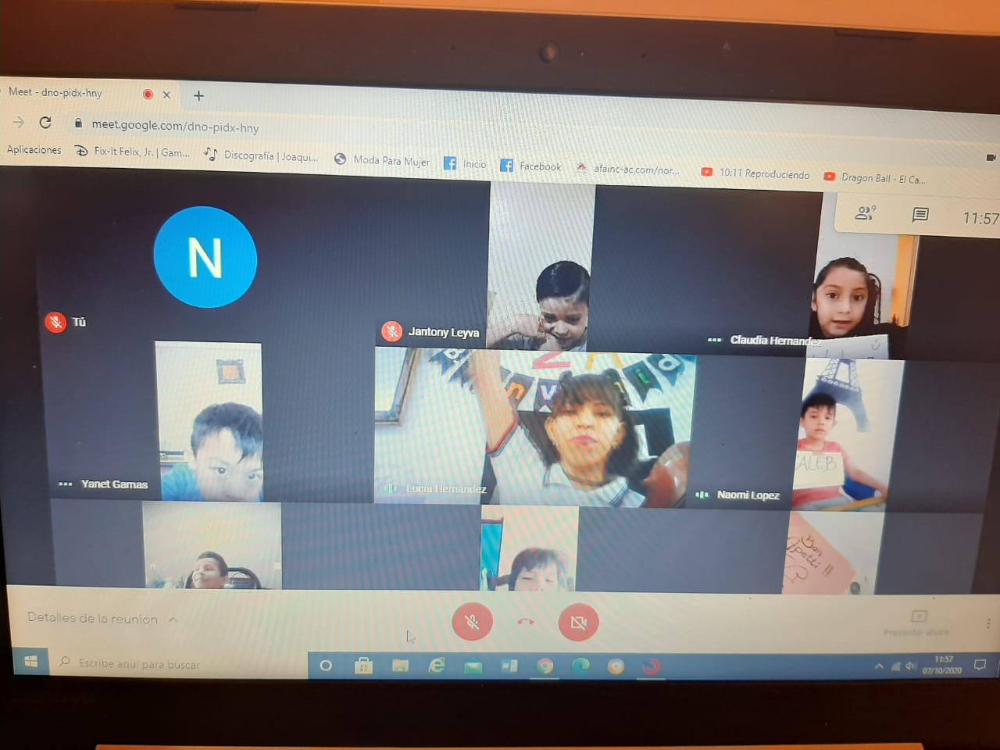 Meet - dno-pidx-hny
meet.google.com/dno-pidx-hny
Aplicaciones Fix-It Felix, Jr. | Gam... Discografía | Joaqui... Moda Para Mujer Inicio Facebook afainc-ac.com/nor... 10:11 Reproduciendo Dragon Ball - El Ca...
9 11:57
N
Tú
Jantony Leyva
Claudia Hernandez
Yanet Gamas
Lucía Hernández
Naomi Lopez
CALEB
Bon
Appetit!!
Detalles de la reunión
Presentar ahora
Escribe aquí para buscar
11:57
07/10/2020